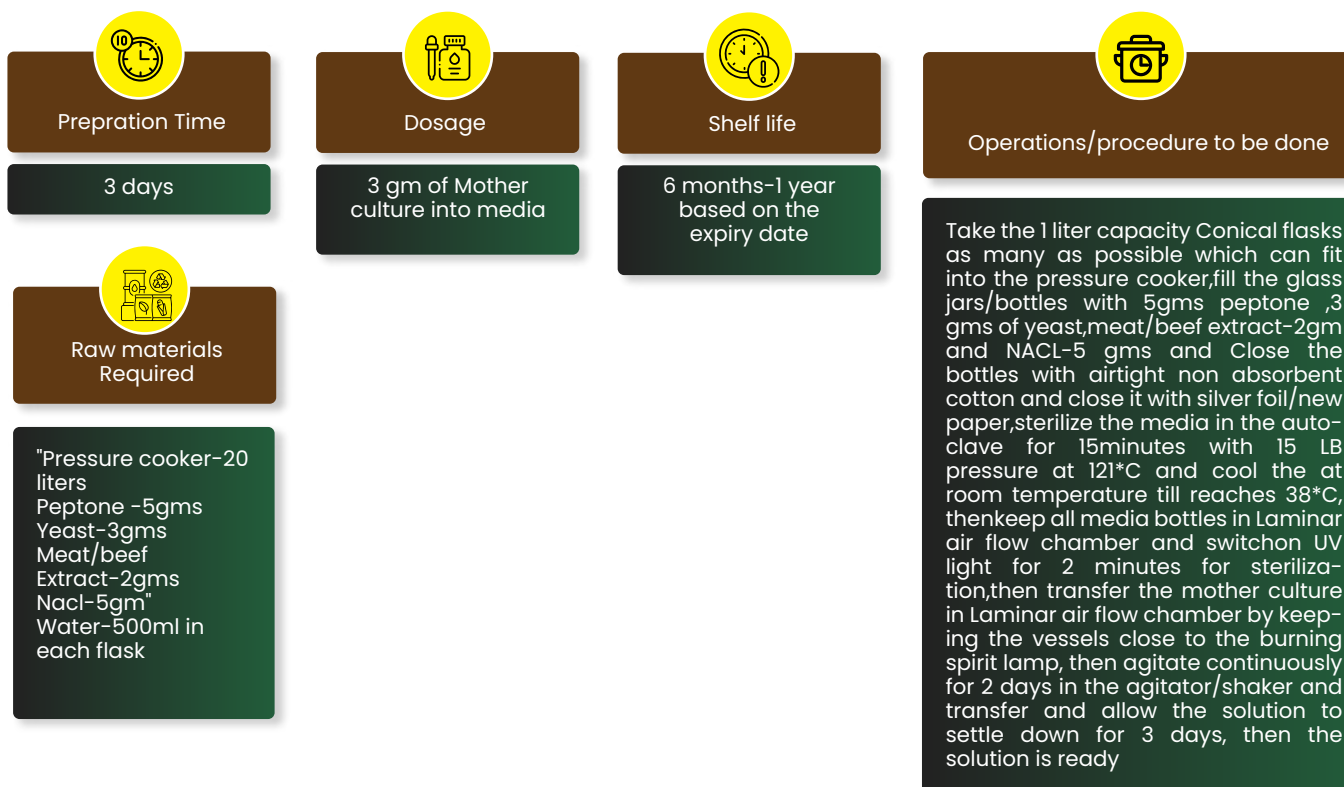 10
Prepration Time
3 days
Dosage
3 gm of Mother
culture into media
Shelf life
6 months-1 year
based on the
expiry date
Raw materials
Required
"Pressure cooker-20
liters
Peptone -5gms
Yeast-3gms
Meat/beef
Extract-2gms
Nacl-5gm"
Water-500ml in
each flask
Operations/procedure to be done
Take the 1 liter capacity Conical flasks
as many as possible which can fit
into the pressure cooker,fill the glass
jars/bottles with 5gms peptone ,3
gms of yeast,meat/beef extract-2gm
and NACL-5 gms and Close the
bottles with airtight non absorbent
cotton and close it with silver foil/new
paper,sterilize the media in the auto-
clave for 15minutes with 15 LB
pressure at 121*C and cool the at
room temperature till reaches 38*C,
thenkeep all media bottles in Laminar
air flow chamber and switchon UV
light for 2 minutes for steriliza-
tion,then transfer the mother culture
in Laminar air flow chamber by keep-
ing the vessels close to the burning
spirit lamp, then agitate continuously
for 2 days in the agitator/shaker and
transfer and allow the solution to
settle down for 3 days, then the
solution is ready